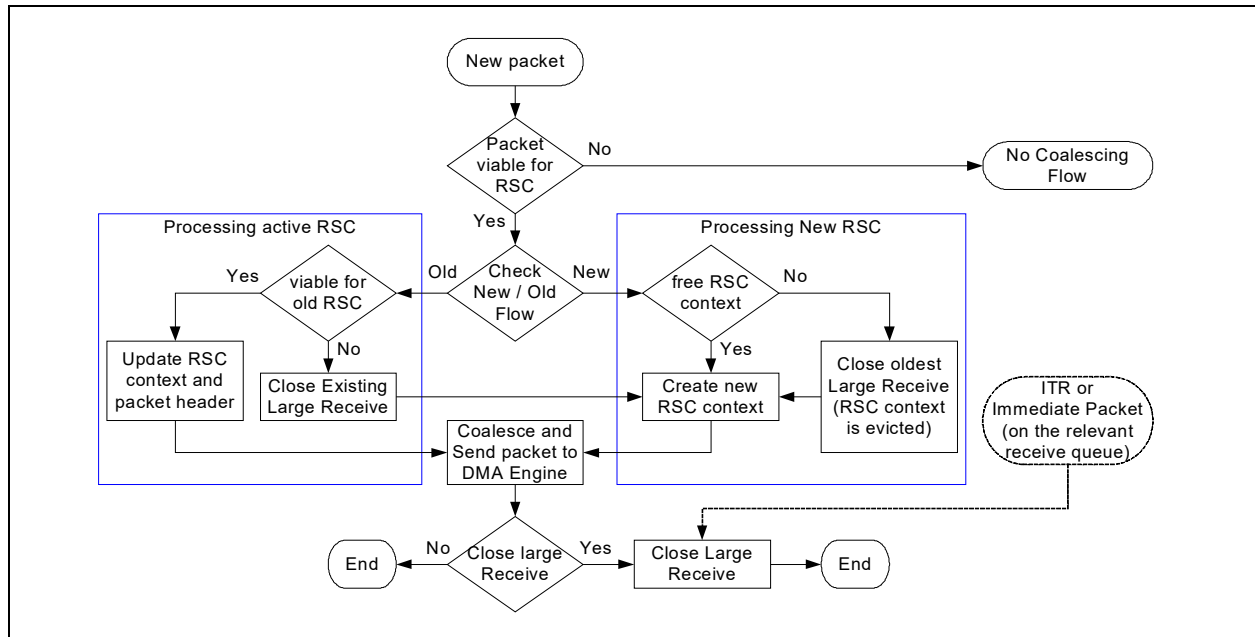 New packet
Packet
viable for
RSC
No
No Coalescing
Flow
Yes
Processing active RSC
Processing New RSC
Yes
viable for
old RSC
Old
Check
New / Old
Flow
New
free RSC
context
No
No
Yes
Update RSC
context and
packet header
Close Existing
Large Receive
Create new
RSC context
Close oldest
Large Receive
(RSC context
is evicted)
ITR or
Immediate Packet
(on the relevant
receive queue)
Coalesce and
Send packet to
DMA Engine
End
No
Close large
Receive
Yes
Close Large
Receive
End